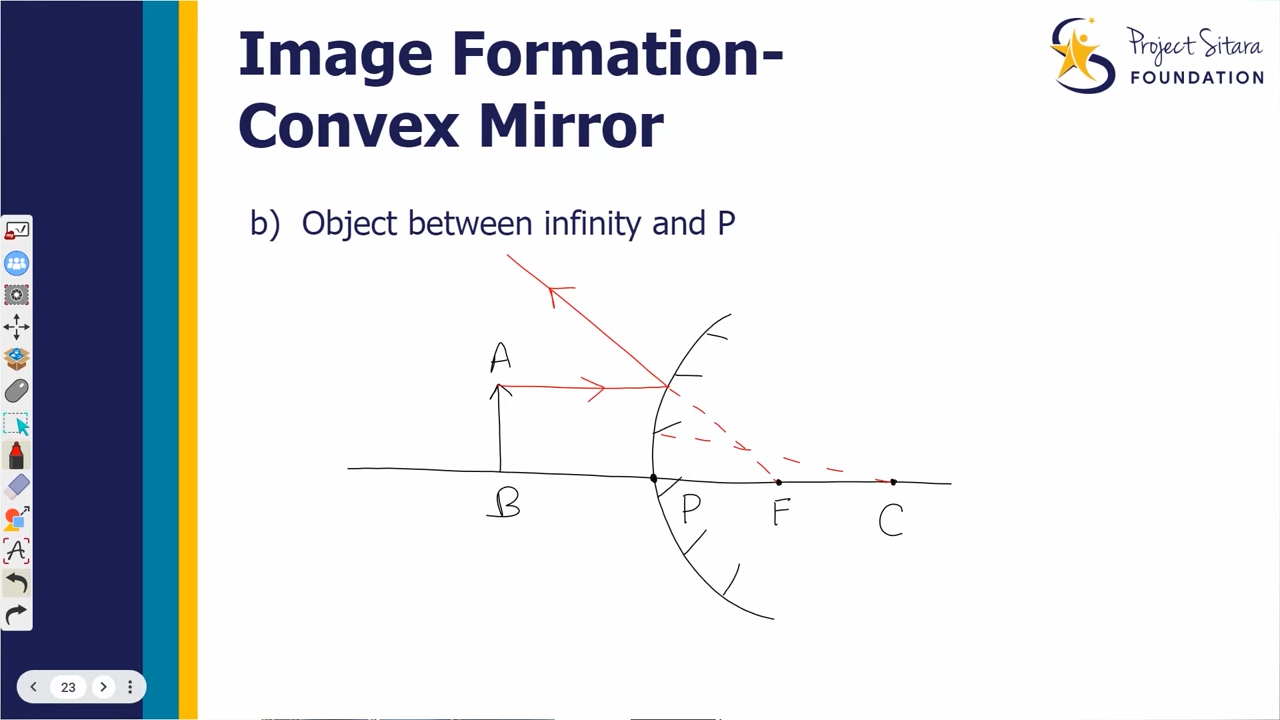 Image Formation-
Convex Mirror
Project Sitara
FOUNDATION
b) Object between infinity and P
A
B
P
F
C
A
23